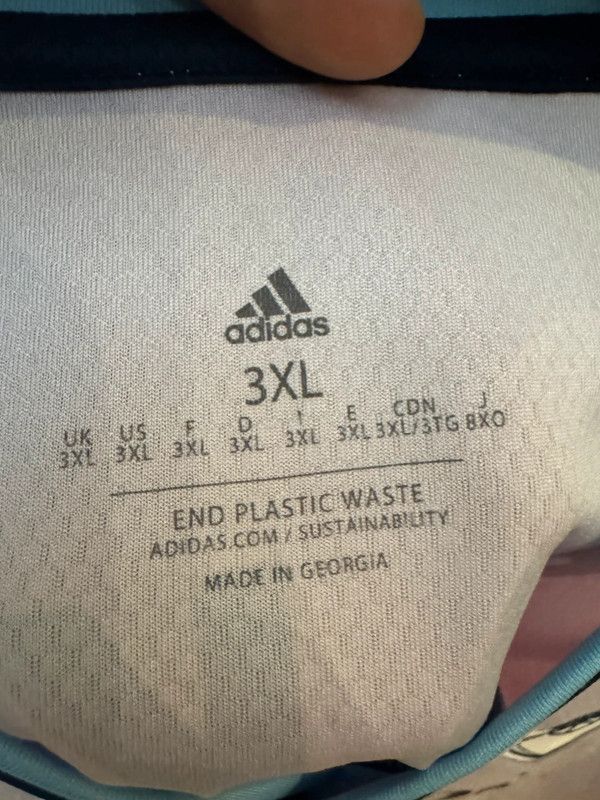 adidas
3XL
UK US F D I E CDN J
3XL 3XL 3XL 3XL 3XL 3XL 3XL/3TG 8XO
END PLASTIC WASTE
ADIDAS.COM / SUSTAINABILITY
MADE IN GEORGIA